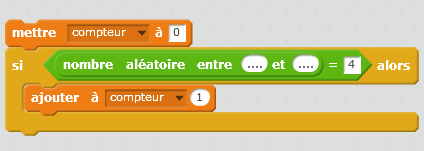 mettre compteur à 0
si nombre aléatoire entre .... et .... = 4 alors
ajouter à compteur 1